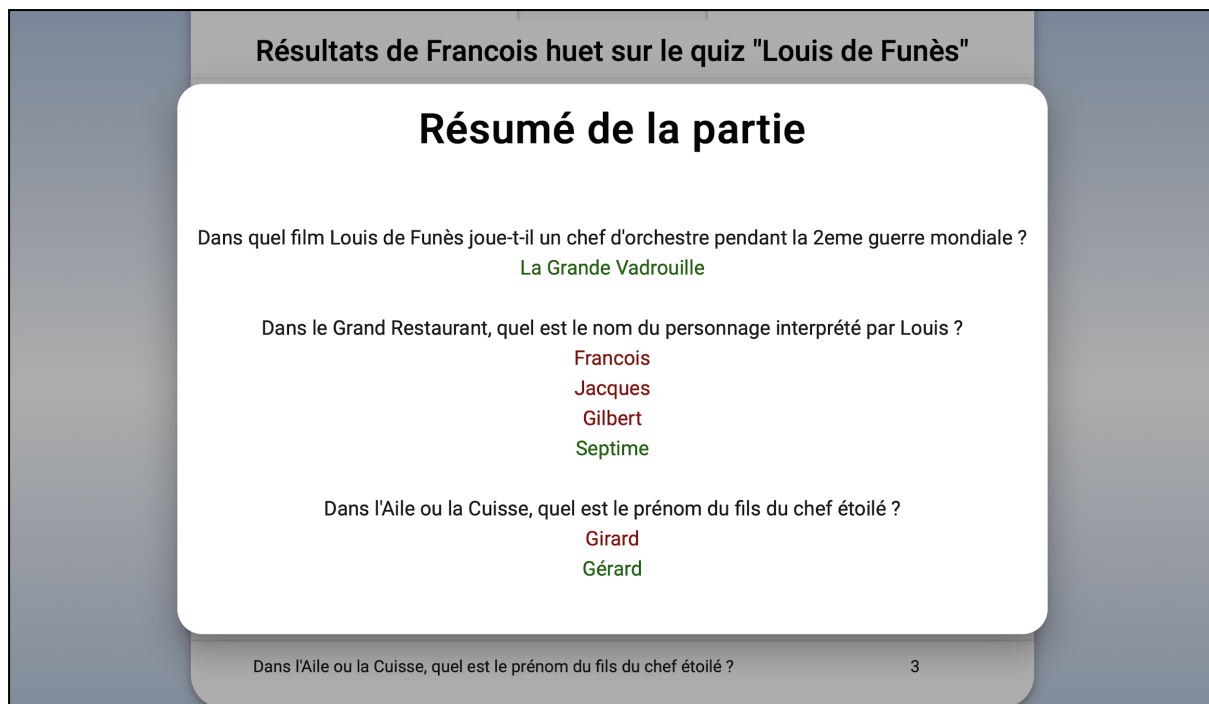 Résultats de Francois huet sur le quiz "Louis de Funès"
Résumé de la partie
Dans quel film Louis de Funès joue-t-il un chef d'orchestre pendant la 2eme guerre mondiale ?
La Grande Vadrouille
Dans le Grand Restaurant, quel est le nom du personnage interprété par Louis ?
Francois
Jacques
Gilbert
Septime
Dans l'Aile ou la Cuisse, quel est le prénom du fils du chef étoilé ?
Girard
Gérard
Dans l'Aile ou la Cuisse, quel est le prénom du fils du chef étoilé ? 3